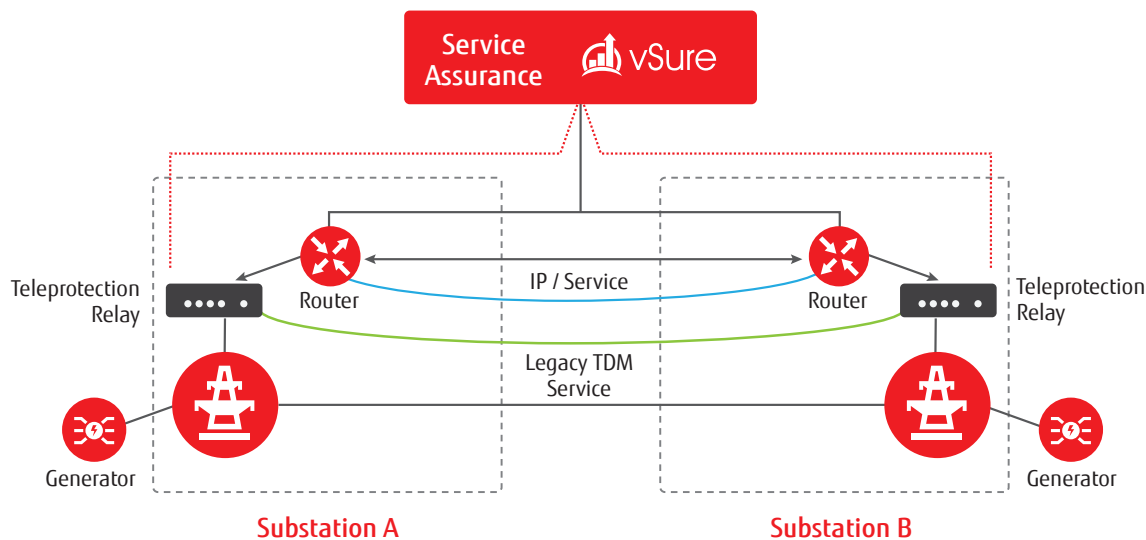 Service
Assurance
vSure
IP / Service
Router
Router
Teleprotection
Relay
Teleprotection
Relay
Legacy TDM
Service
Generator
Generator
Substation A
Substation B